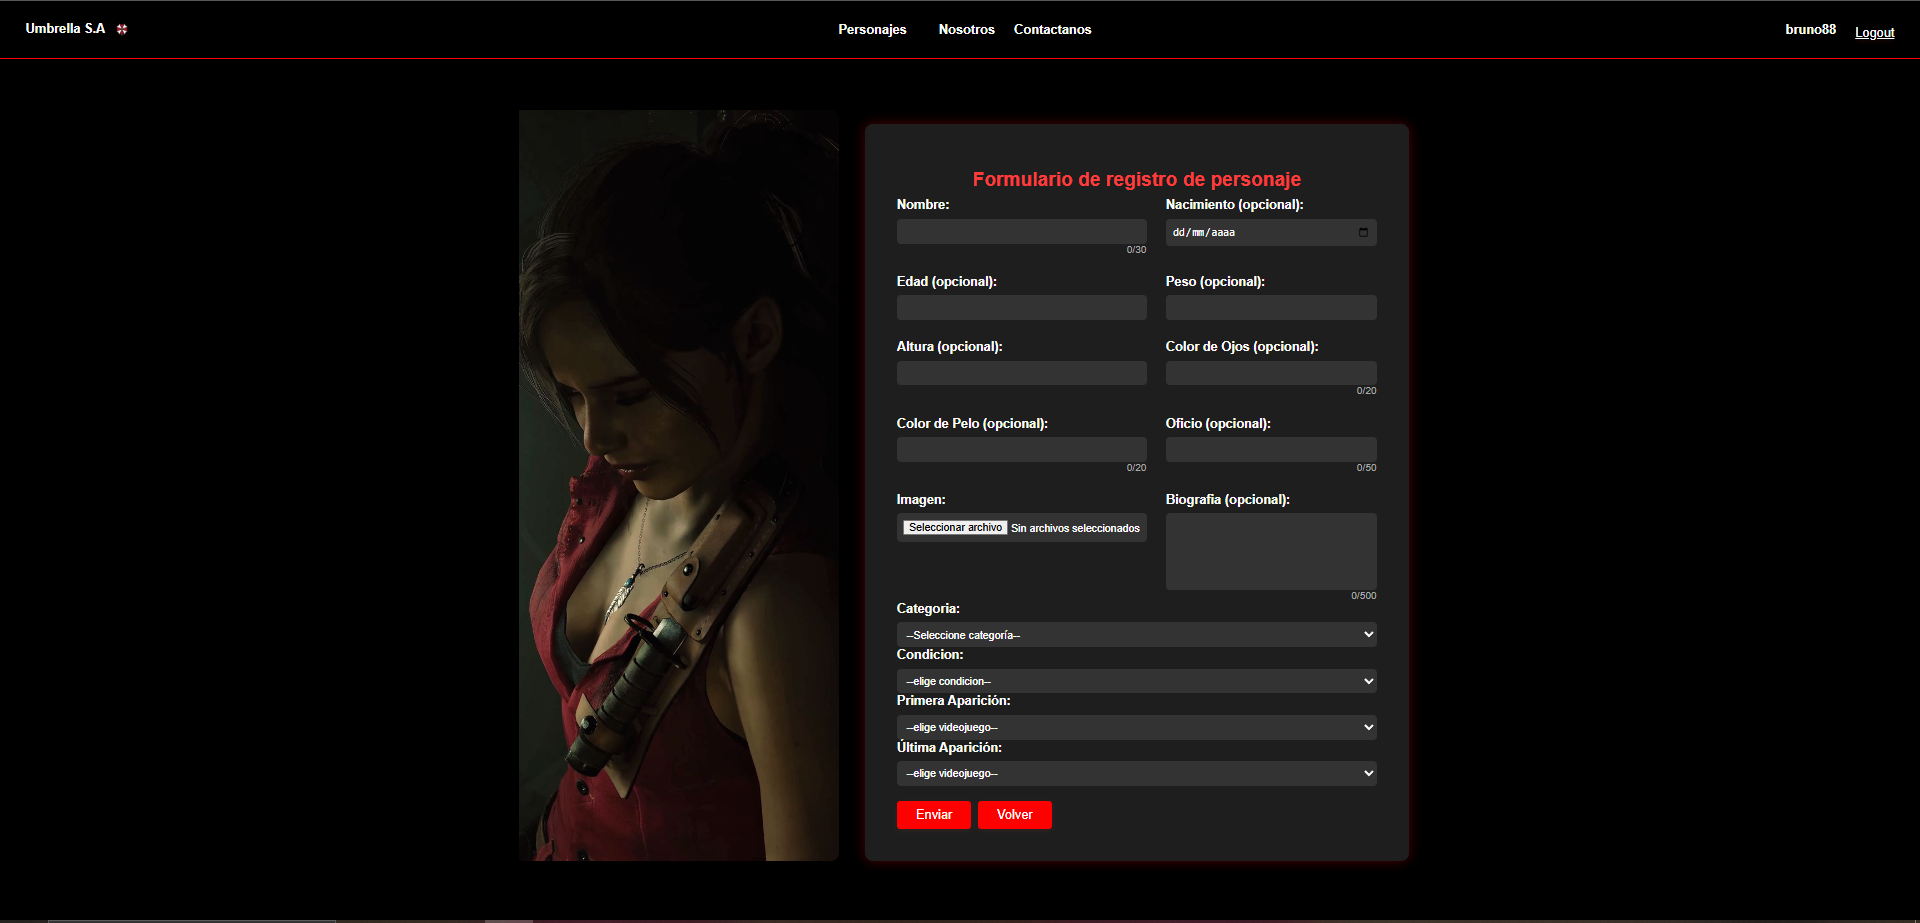 Umbrella S.A
Personajes Nosotros Contactanos
bruno88 Logout
Formulario de registro de personaje
Nombre: Nacimiento (opcional):
dd/mm/aaaa
0/30
Edad (opcional): Peso (opcional):
Altura (opcional): Color de Ojos (opcional):
0/20
Color de Pelo (opcional): Oficio (opcional):
0/20 0/50
Imagen: Biografia (opcional):
Seleccionar archivo Sin archivos seleccionados
0/500
Categoria:
--Seleccione categoría--
Condicion:
--elige condicion--
Primera Aparición:
--elige videojuego--
Última Aparición:
--elige videojuego--
Enviar Volver